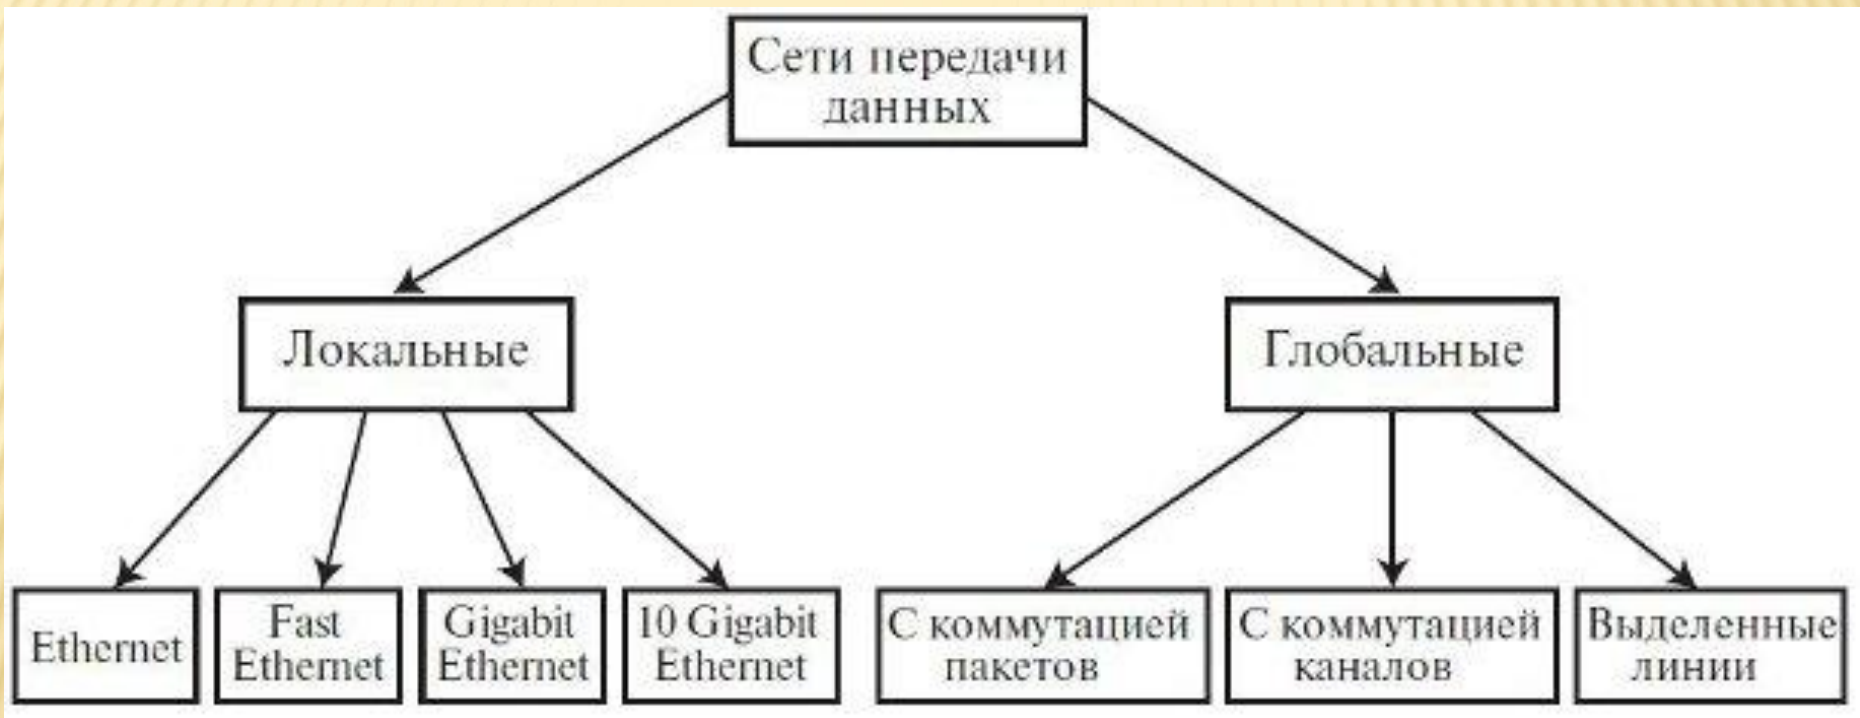 Сети передачи
данных
Локальные
Глобальные
Ethernet
Fast
Ethernet
Gigabit
Ethernet
10 Gigabit
Ethernet
С коммутацией
пакетов
С коммутацией
каналов
Выделенные
линии